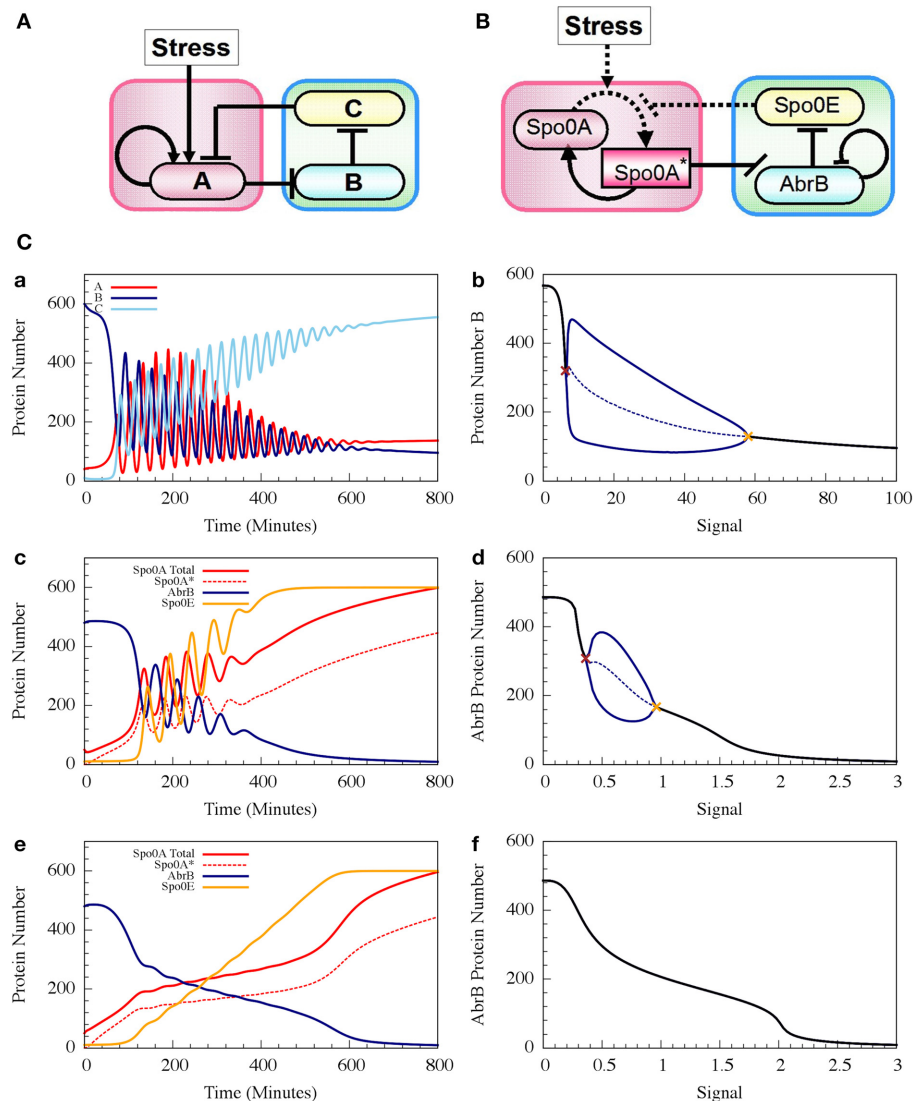 A
Stress
C
A
B
B
Stress
Spo0A
Spo0A*
Spo0E
AbrB
C
a
A
B
C
600
400
200
0
Protein Number
0 200 400 600 800
Time (Minutes)
b
600
400
200
0
Protein Number B
0 20 40 60 80 100
Signal
c
Spo0A Total
Spo0A*
AbrB
Spo0E
600
400
200
0
Protein Number
0 200 400 600 800
Time (Minutes)
d
600
400
200
0
AbrB Protein Number
0 0.5 1 1.5 2 2.5 3
Signal
e
Spo0A Total
Spo0A*
AbrB
Spo0E
600
400
200
0
Protein Number
0 200 400 600 800
Time (Minutes)
f
600
400
200
0
AbrB Protein Number
0 0.5 1 1.5 2 2.5 3
Signal